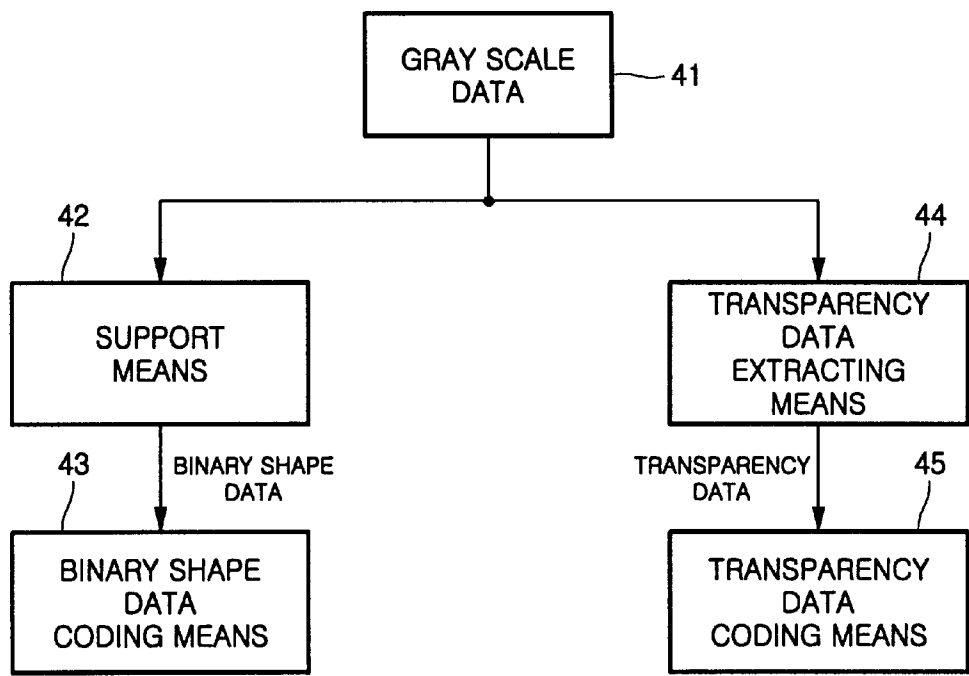 GRAY SCALE
DATA
41
42
44
SUPPORT
MEANS
TRANSPARENCY
DATA
EXTRACTING
MEANS
43
BINARY SHAPE
DATA
TRANSPARENCY
DATA
45
BINARY SHAPE
DATA
CODING MEANS
TRANSPARENCY
DATA
CODING MEANS